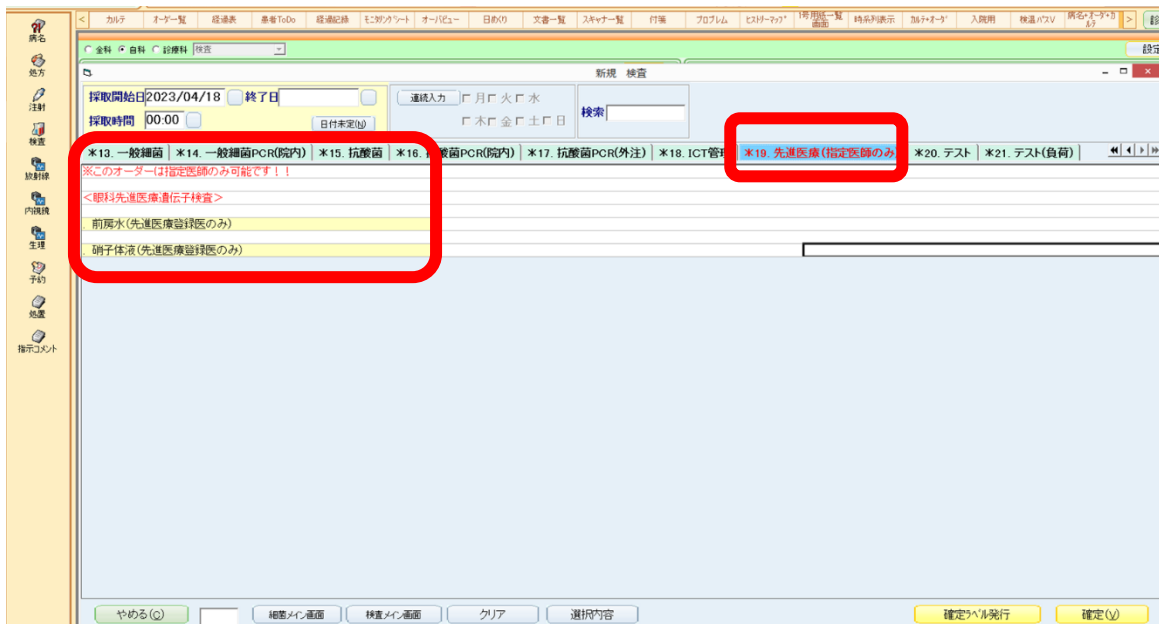 < カルテ オーダ一覧 経過表 患者ToDo 経過記録 オーバビュー 日めくり 文書一覧 スキャナ一覧 付箋 プロブレム ヒストリーマップ 1号用紙一覧画面 時系列表示 カルテ+オーダ 入院用 検温パスV >
病名
処方
注射
検査
放射線
内視鏡
生理
予約
処置
指示コメント
全科 自科 診療科 検査 設定
新規 検査
採取開始日 2023/04/18 終了日 連続入力 月 火 水 検索
採取時間 00:00 日付未定(N) 木 金 土 日
*13. 一般細菌 *14. 一般細菌PCR(院内) *15. 抗酸菌 *16. 菌PCR(院内) *17. 抗酸菌PCR(外注) *18. ICT管理 *19. 先進医療(指定医師のみ *20. テスト *21. テスト(負荷)
※このオーダーは指定医師のみ可能です！！
<眼科先進医療遺伝子検査>
. 前房水(先進医療登録医のみ)
. 硝子体液(先進医療登録医のみ)
やめる(C) 細菌メイン画面 検査メイン画面 クリア 選択内容 確定ラベル発行 確定(V)